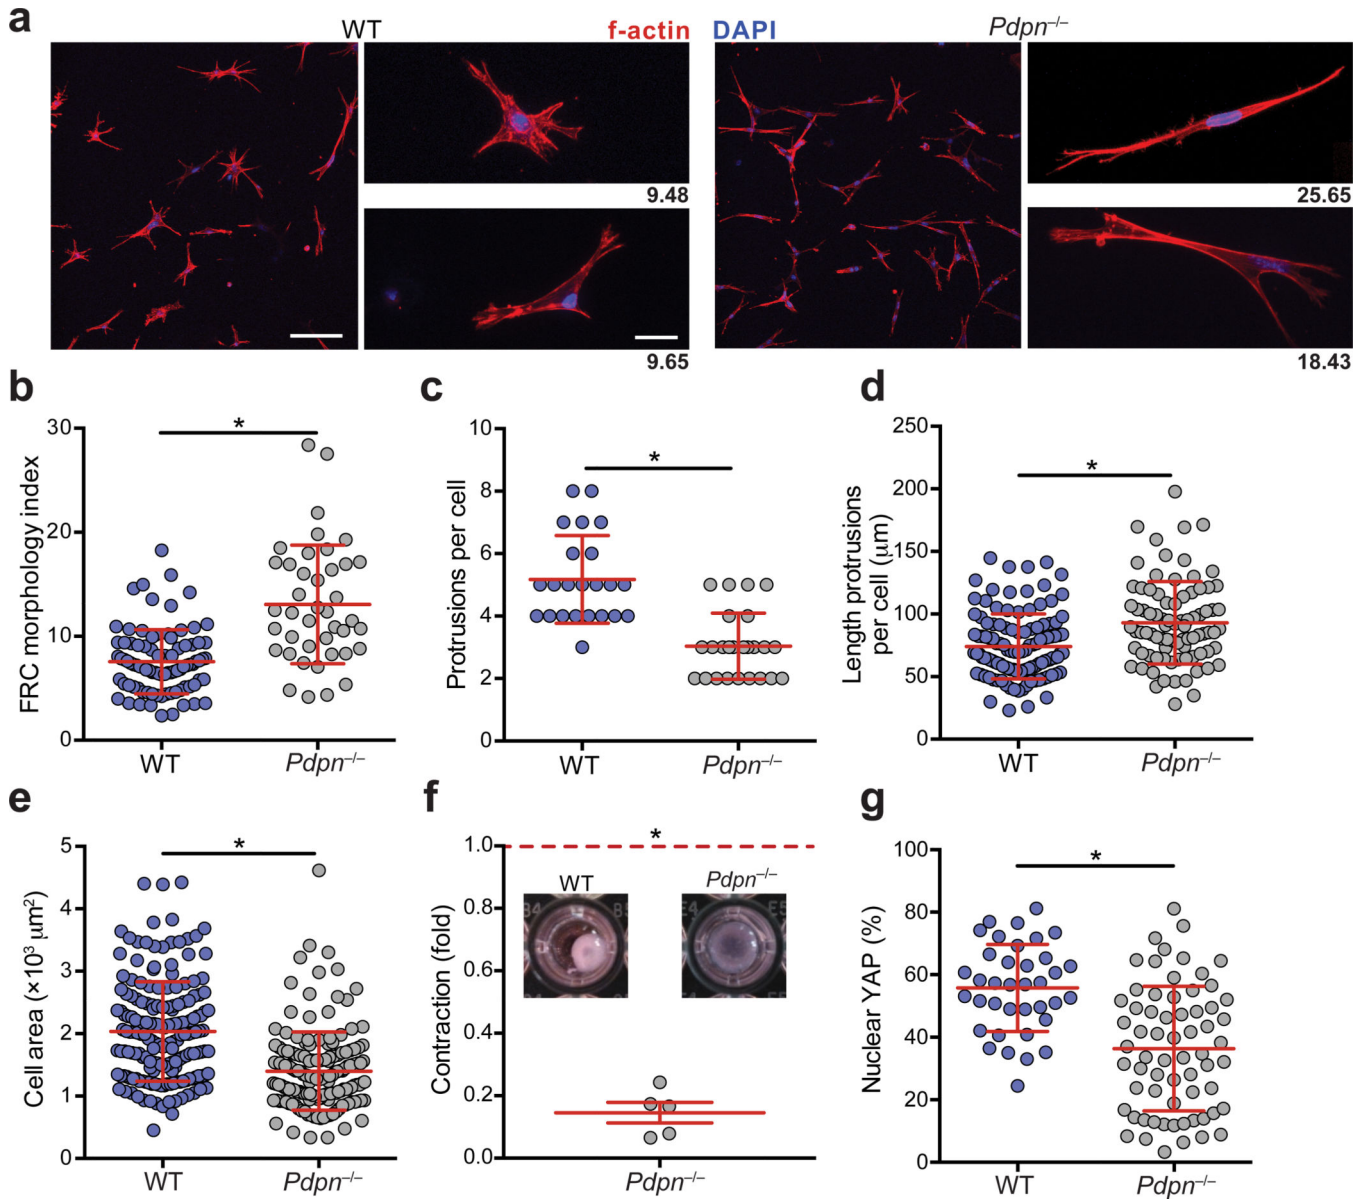 a
WT
f-actin DAPI
Pdpn⁻/⁻
9.48
25.65
9.65
18.43
b
FRC morphology index
30
20
10
0
*
WT
Pdpn⁻/⁻
c
Protrusions per cell
10
8
6
4
2
0
*
WT
Pdpn⁻/⁻
d
Length protrusions
per cell (μm)
250
200
150
100
50
0
*
WT
Pdpn⁻/⁻
e
Cell area (×10³ μm²)
5
4
3
2
1
0
*
WT
Pdpn⁻/⁻
f
Contraction (fold)
1.0
0.8
0.6
0.4
0.2
0.0
*
WT
Pdpn⁻/⁻
E4
E5
Pdpn⁻/⁻
g
Nuclear YAP (%)
100
80
60
40
20
0
*
WT
Pdpn⁻/⁻